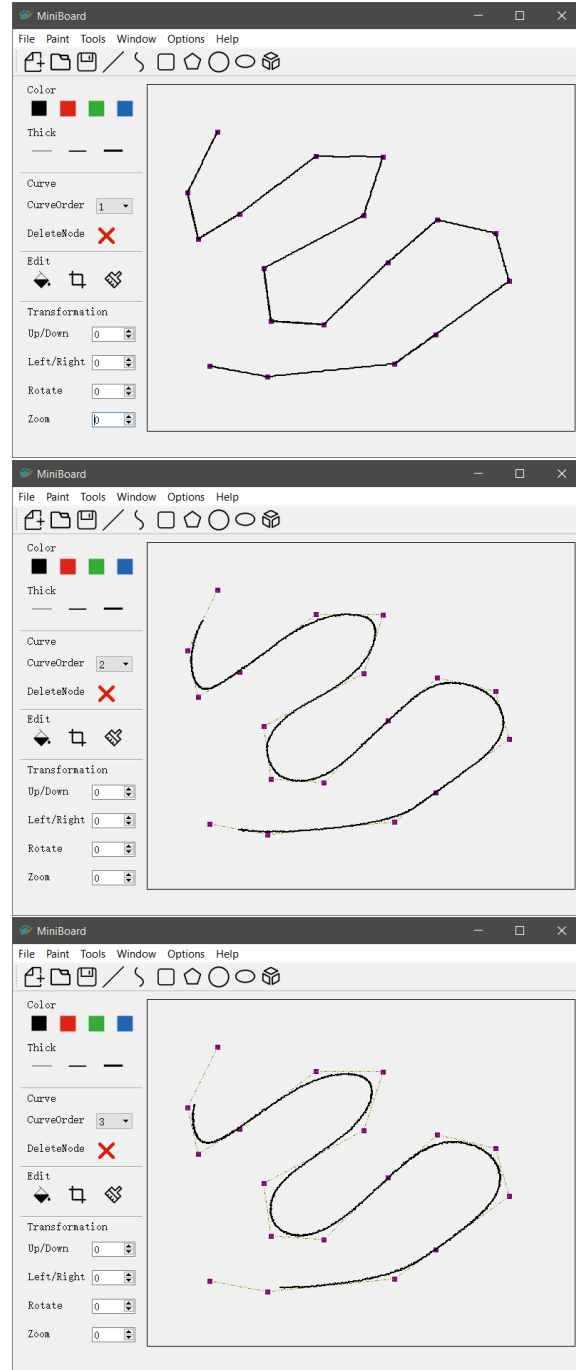 MiniBoard
File Paint Tools Window Options Help
Color
Thick
Curve
CurveOrder 1
DeleteNode
Edit
Transformation
Up/Down 0
Left/Right 0
Rotate 0
Zoom 0
MiniBoard
File Paint Tools Window Options Help
Color
Thick
Curve
CurveOrder 2
DeleteNode
Edit
Transformation
Up/Down 0
Left/Right 0
Rotate 0
Zoom 0
MiniBoard
File Paint Tools Window Options Help
Color
Thick
Curve
CurveOrder 3
DeleteNode
Edit
Transformation
Up/Down 0
Left/Right 0
Rotate 0
Zoom 0